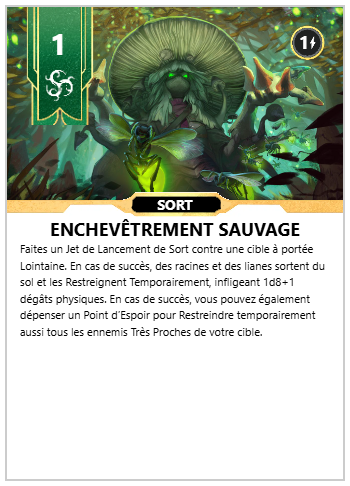 1
1
SORT
ENCHEVÊTREMENT SAUVAGE
Faites un Jet de Lancement de Sort contre une cible à portée
Lointaine. En cas de succès, des racines et des lianes sortent du
sol et les Restreignent Temporairement, infligeant 1d8+1
dégâts physiques. En cas de succès, vous pouvez également
dépenser un Point d'Espoir pour Restreindre temporairement
aussi tous les ennemis Très Proches de votre cible.